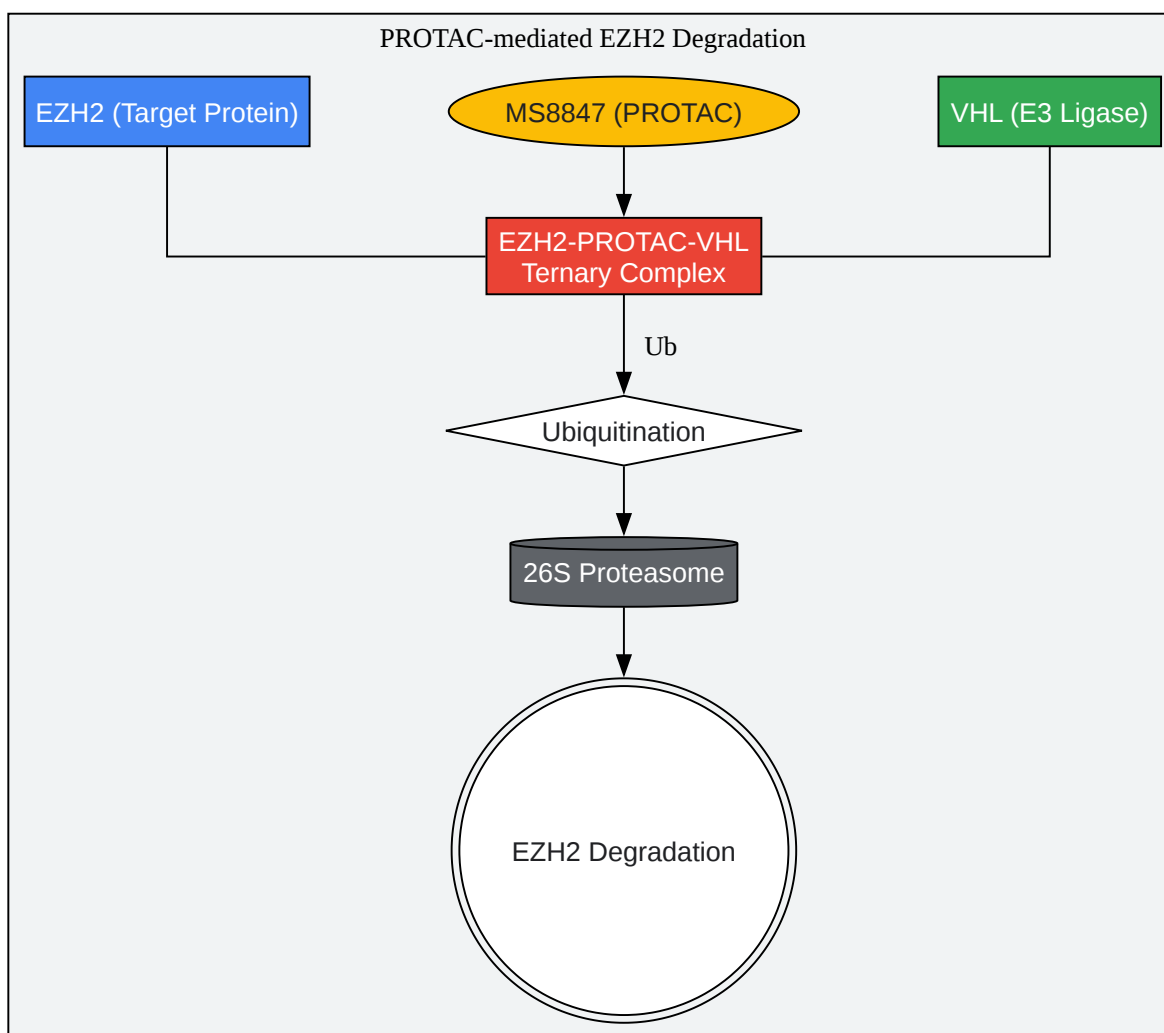 PROTAC-mediated EZH2 Degradation
EZH2 (Target Protein)
MS8847 (PROTAC)
VHL (E3 Ligase)
EZH2-PROTAC-VHL
Ternary Complex
Ub
Ubiquitination
26S Proteasome
EZH2 Degradation